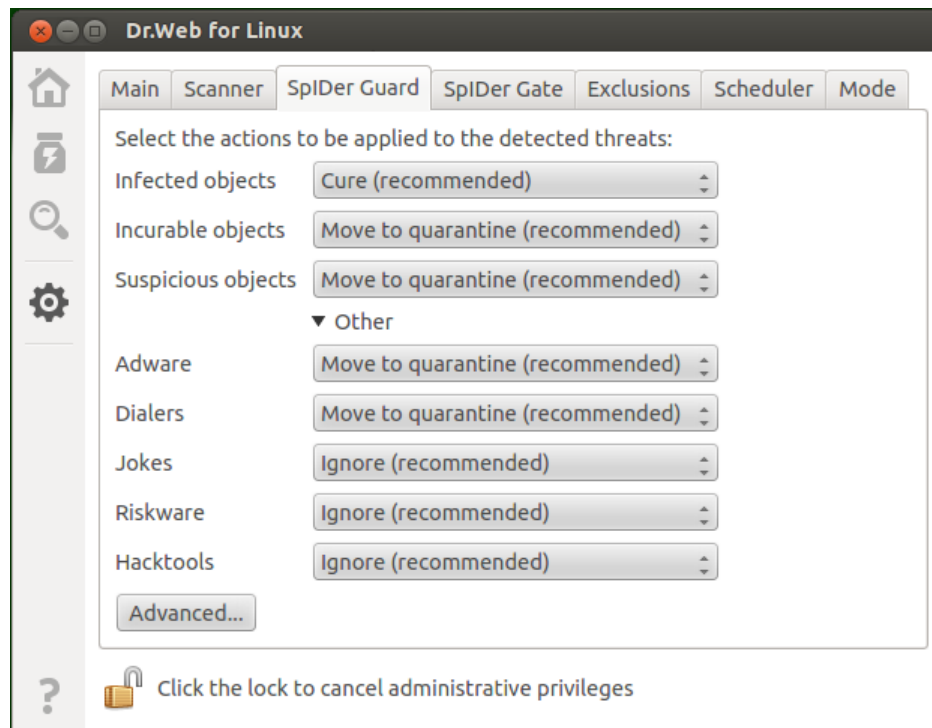 Dr.Web for Linux
Main Scanner SpIDer Guard SpIDer Gate Exclusions Scheduler Mode
Select the actions to be applied to the detected threats:
Infected objects Cure (recommended)
Incurable objects Move to quarantine (recommended)
Suspicious objects Move to quarantine (recommended)
Other
Adware Move to quarantine (recommended)
Dialers Move to quarantine (recommended)
Jokes Ignore (recommended)
Riskware Ignore (recommended)
Hacktools Ignore (recommended)
Advanced...
? Click the lock to cancel administrative privileges